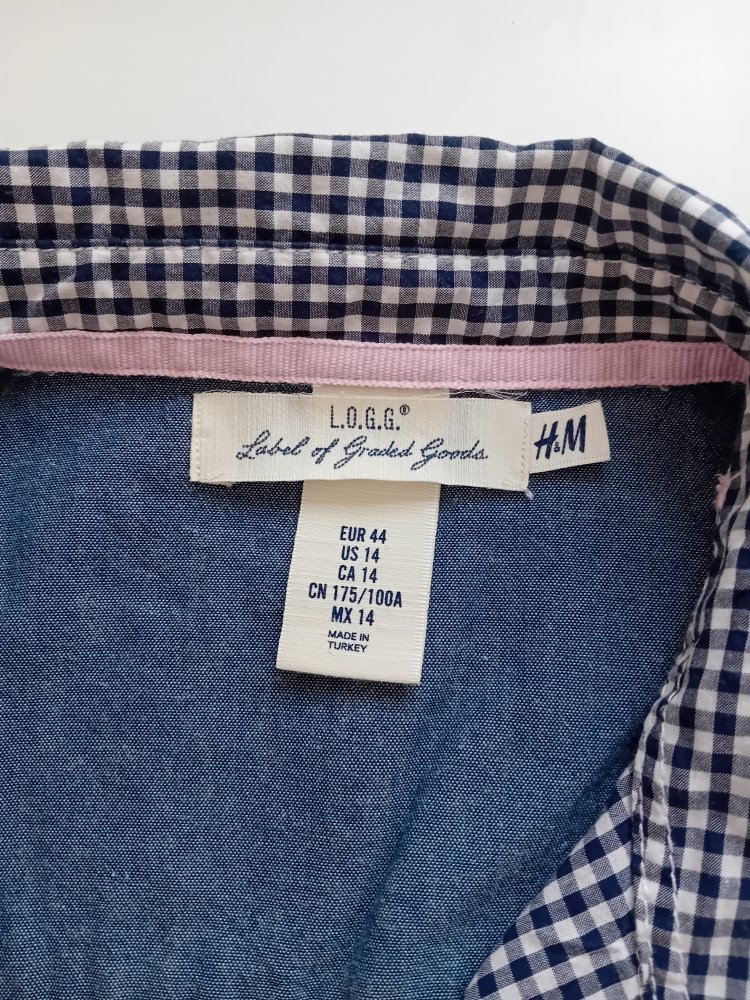 L.O.G.G.®
Label of Graded Goods
H&M
EUR 44
US 14
CA 14
CN 175/100A
MX 14
MADE IN
TURKEY